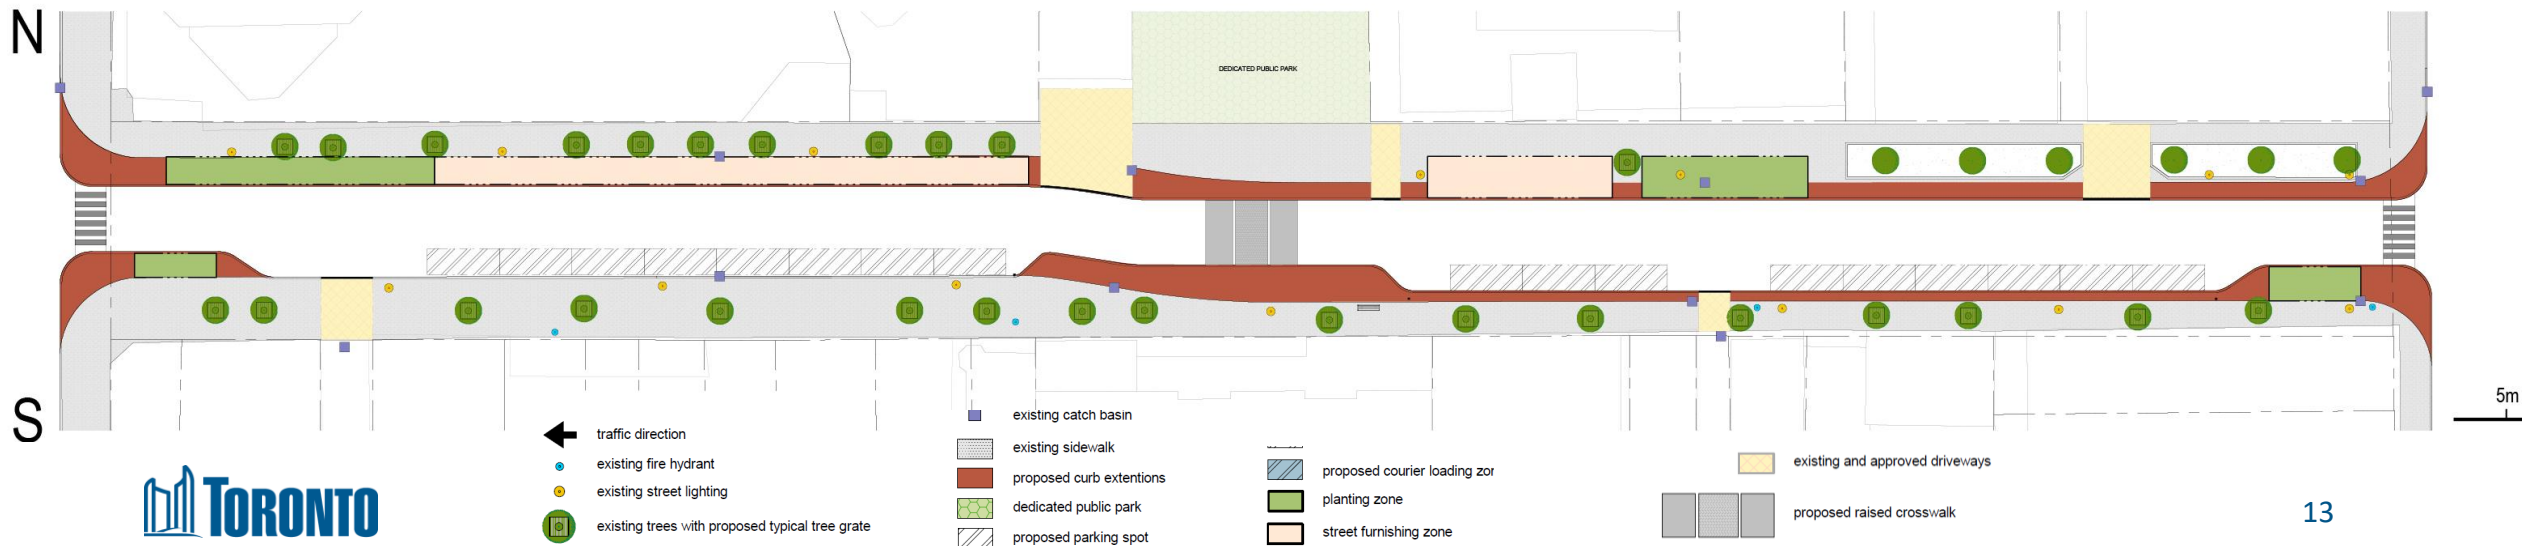 N
DEDICATED PUBLIC PARK
S
5m
traffic direction
existing fire hydrant
existing street lighting
existing trees with proposed typical tree grate
existing catch basin
existing sidewalk
proposed curb extentions
dedicated public park
proposed parking spot
proposed courier loading zor
planting zone
street furnishing zone
existing and approved driveways
proposed raised crosswalk
TORONTO
13